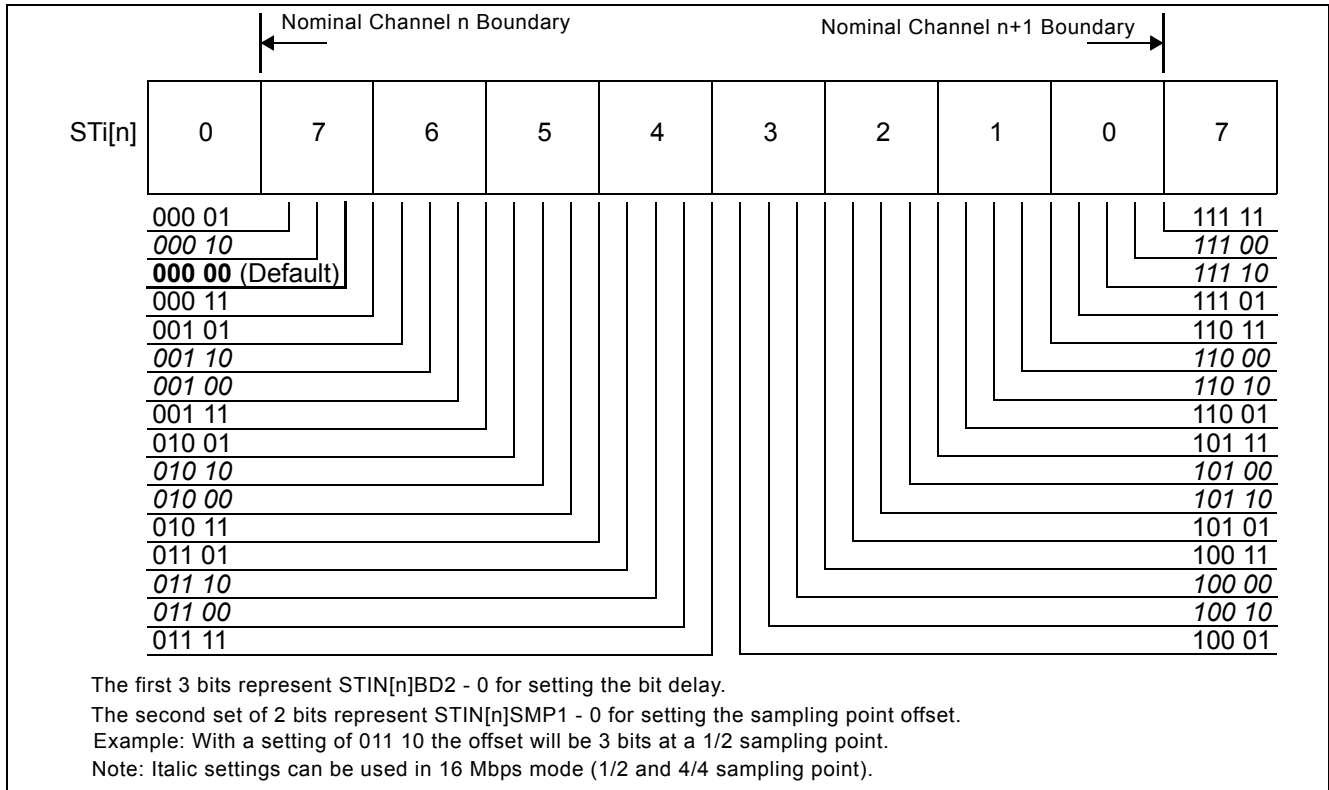 Nominal Channel n Boundary
Nominal Channel n+1 Boundary
STi[n] 0 7 6 5 4 3 2 1 0 7
000 01 111 11
000 10 111 00
000 00 (Default) 111 10
000 11 111 01
001 01 110 11
001 10 110 00
001 00 110 10
001 11 110 01
010 01 101 11
010 10 101 00
010 00 101 10
010 11 101 01
011 01 100 11
011 10 100 00
011 00 100 10
011 11 100 01
The first 3 bits represent STIN[n]BD2 - 0 for setting the bit delay.
The second set of 2 bits represent STIN[n]SMP1 - 0 for setting the sampling point offset.
Example: With a setting of 011 10 the offset will be 3 bits at a 1/2 sampling point.
Note: Italic settings can be used in 16 Mbps mode (1/2 and 4/4 sampling point).